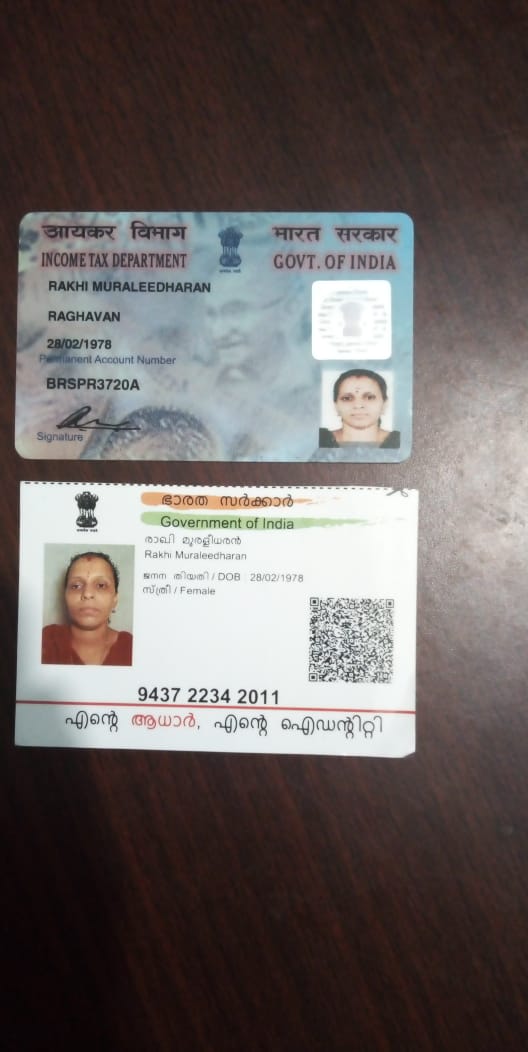 आयकर विभाग
INCOME TAX DEPARTMENT
भारत सरकार
GOVT. OF INDIA
RAKHI MURALEEDHARAN
RAGHAVAN
28/02/1978
Permanent Account Number
BRSPR3720A
Signature
ഭാരത സർക്കാർ
Government of India
രാഖി മുരളീധരൻ
Rakhi Muraleedharan
ജനന തിയതി / DOB : 28/02/1978
സ്ത്രീ / Female
9437 2234 2011
എന്റെ ആധാർ, എന്റെ ഐഡന്റിറ്റി